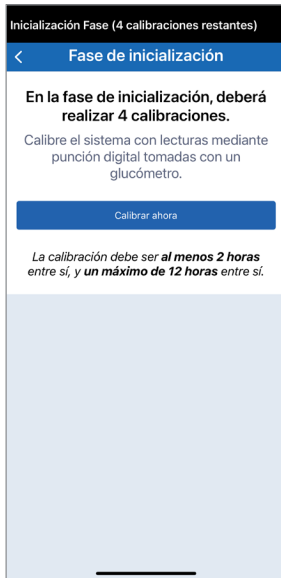 Inicialización Fase (4 calibraciones restantes)
Fase de inicialización
En la fase de inicialización, deberá
realizar 4 calibraciones.
Calibre el sistema con lecturas mediante
punción digital tomadas con un
glucómetro.
Calibrar ahora
La calibración debe ser al menos 2 horas
entre sí, y un máximo de 12 horas entre sí.